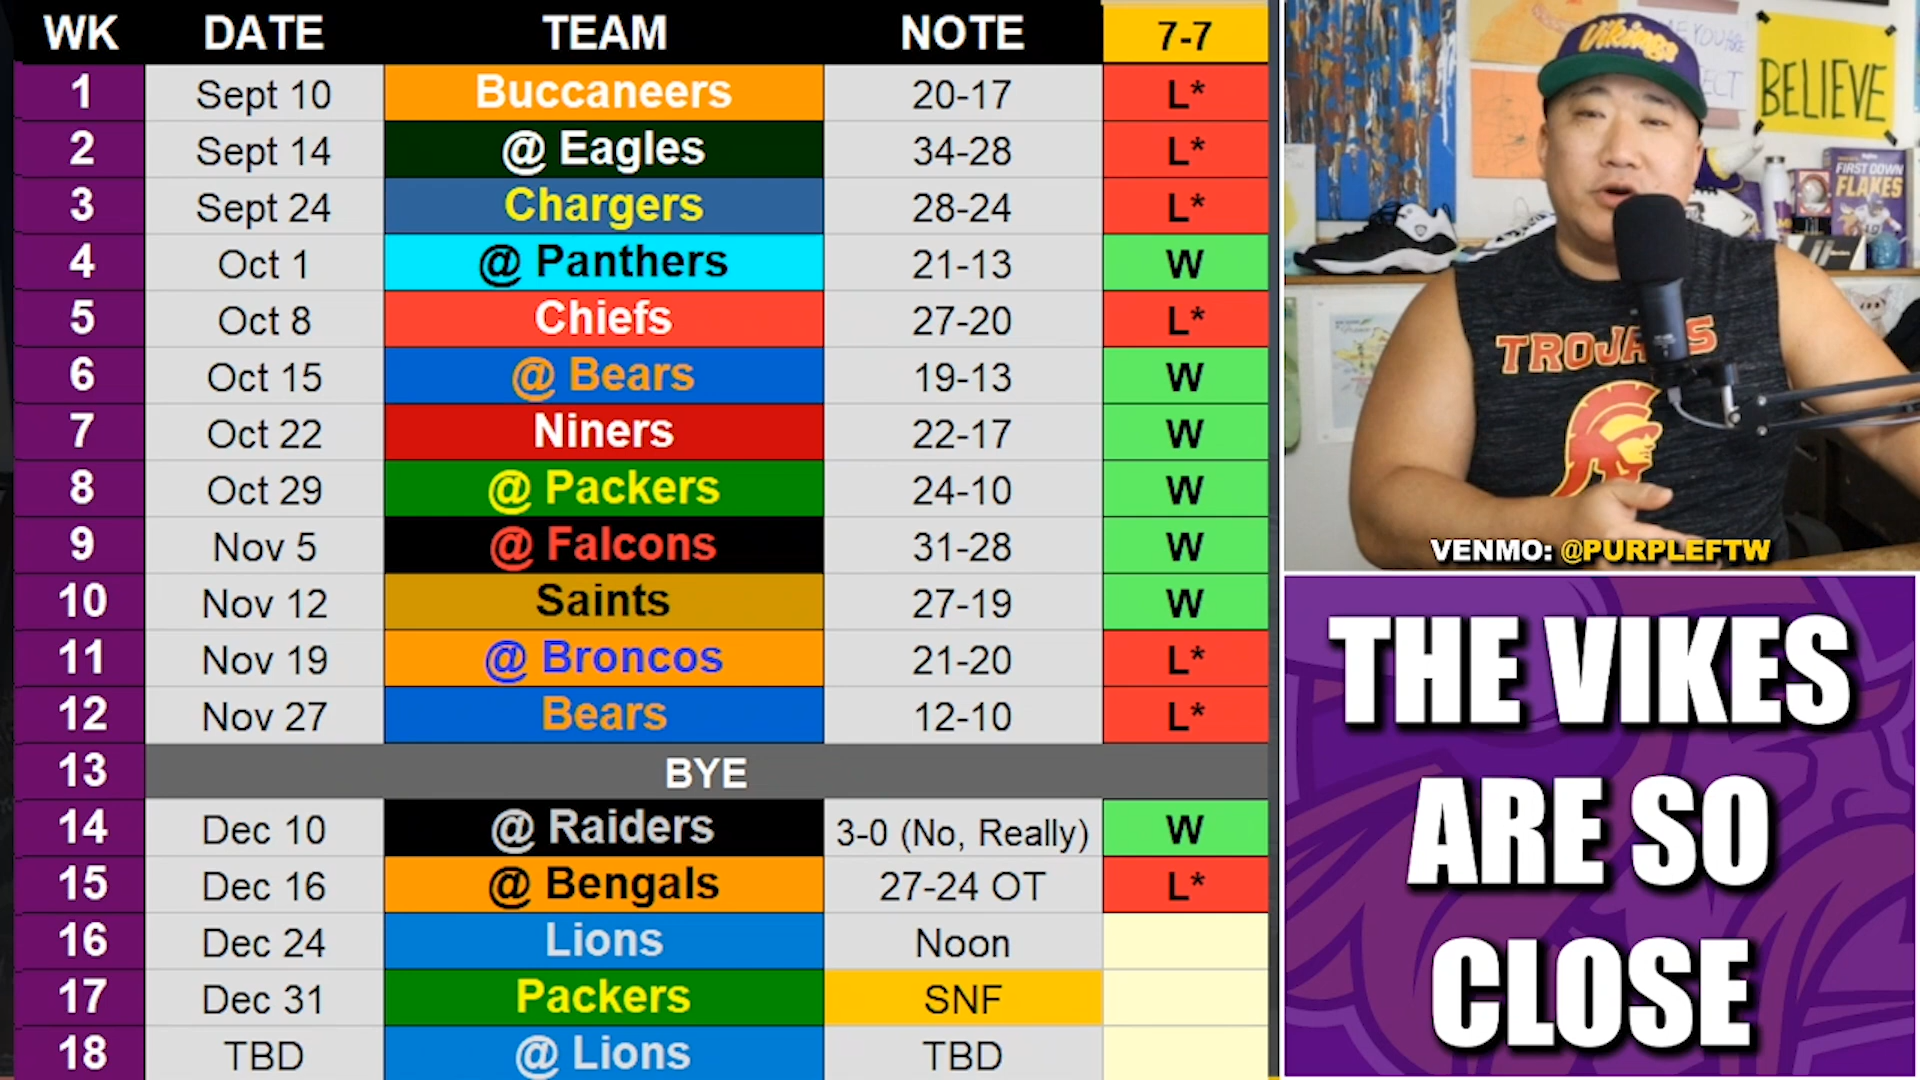 WK DATE TEAM NOTE 7-7
1 Sept 10 Buccaneers 20-17 L*
2 Sept 14 @ Eagles 34-28 L*
3 Sept 24 Chargers 28-24 L*
4 Oct 1 @ Panthers 21-13 W
5 Oct 8 Chiefs 27-20 L*
6 Oct 15 @ Bears 19-13 W
7 Oct 22 Niners 22-17 W
8 Oct 29 @ Packers 24-10 W
9 Nov 5 @ Falcons 31-28 W
10 Nov 12 Saints 27-19 W
11 Nov 19 @ Broncos 21-20 L*
12 Nov 27 Bears 12-10 L*
13 BYE
14 Dec 10 @ Raiders 3-0 (No, Really) W
15 Dec 16 @ Bengals 27-24 OT L*
16 Dec 24 Lions Noon
17 Dec 31 Packers SNF
18 TBD @ Lions TBD
Vikings
BELIEVE
FIRST DOWN
FLAKES
TROJANS
VENMO: @PURPLEFTW
THE VIKES
ARE SO
CLOSE